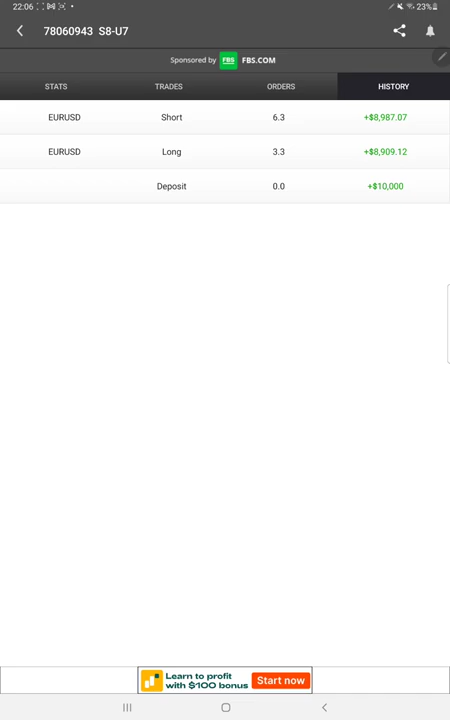 22:06
23%
78060943 S8-U7
Sponsored by FBS FBS.COM
STATS TRADES ORDERS HISTORY
EURUSD Short 6.3 +$8,987.07
EURUSD Long 3.3 +$8,909.12
Deposit 0.0 +$10,000
Learn to profit
with $100 bonus
Start now